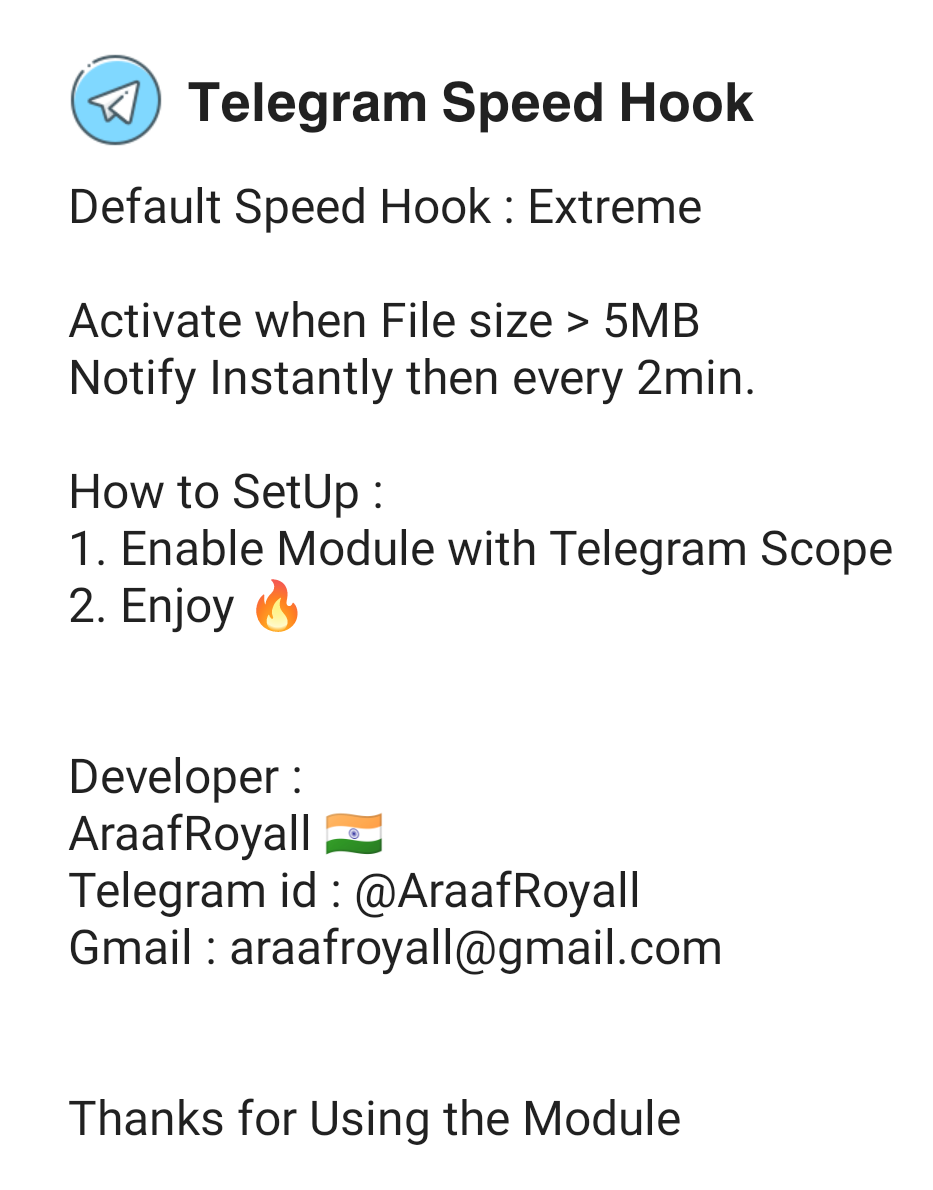 Telegram Speed Hook
Default Speed Hook : Extreme
Activate when File size > 5MB
Notify Instantly then every 2min.
How to SetUp :
1. Enable Module with Telegram Scope
2. Enjoy 🔥
Developer :
AraafRoyall 🇮🇳
Telegram id : @AraafRoyall
Gmail : araafroyall@gmail.com
Thanks for Using the Module